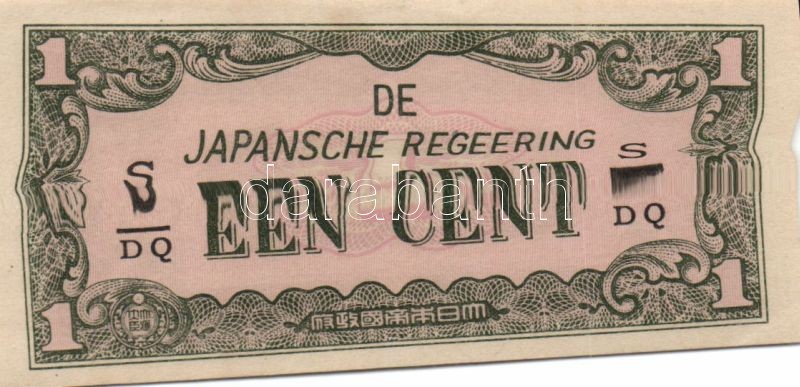 1 1
DE
JAPANSCHE REGEERING
S S
EEN CENT
DQ DQ
darabanth
1 1
府政國帝本日大